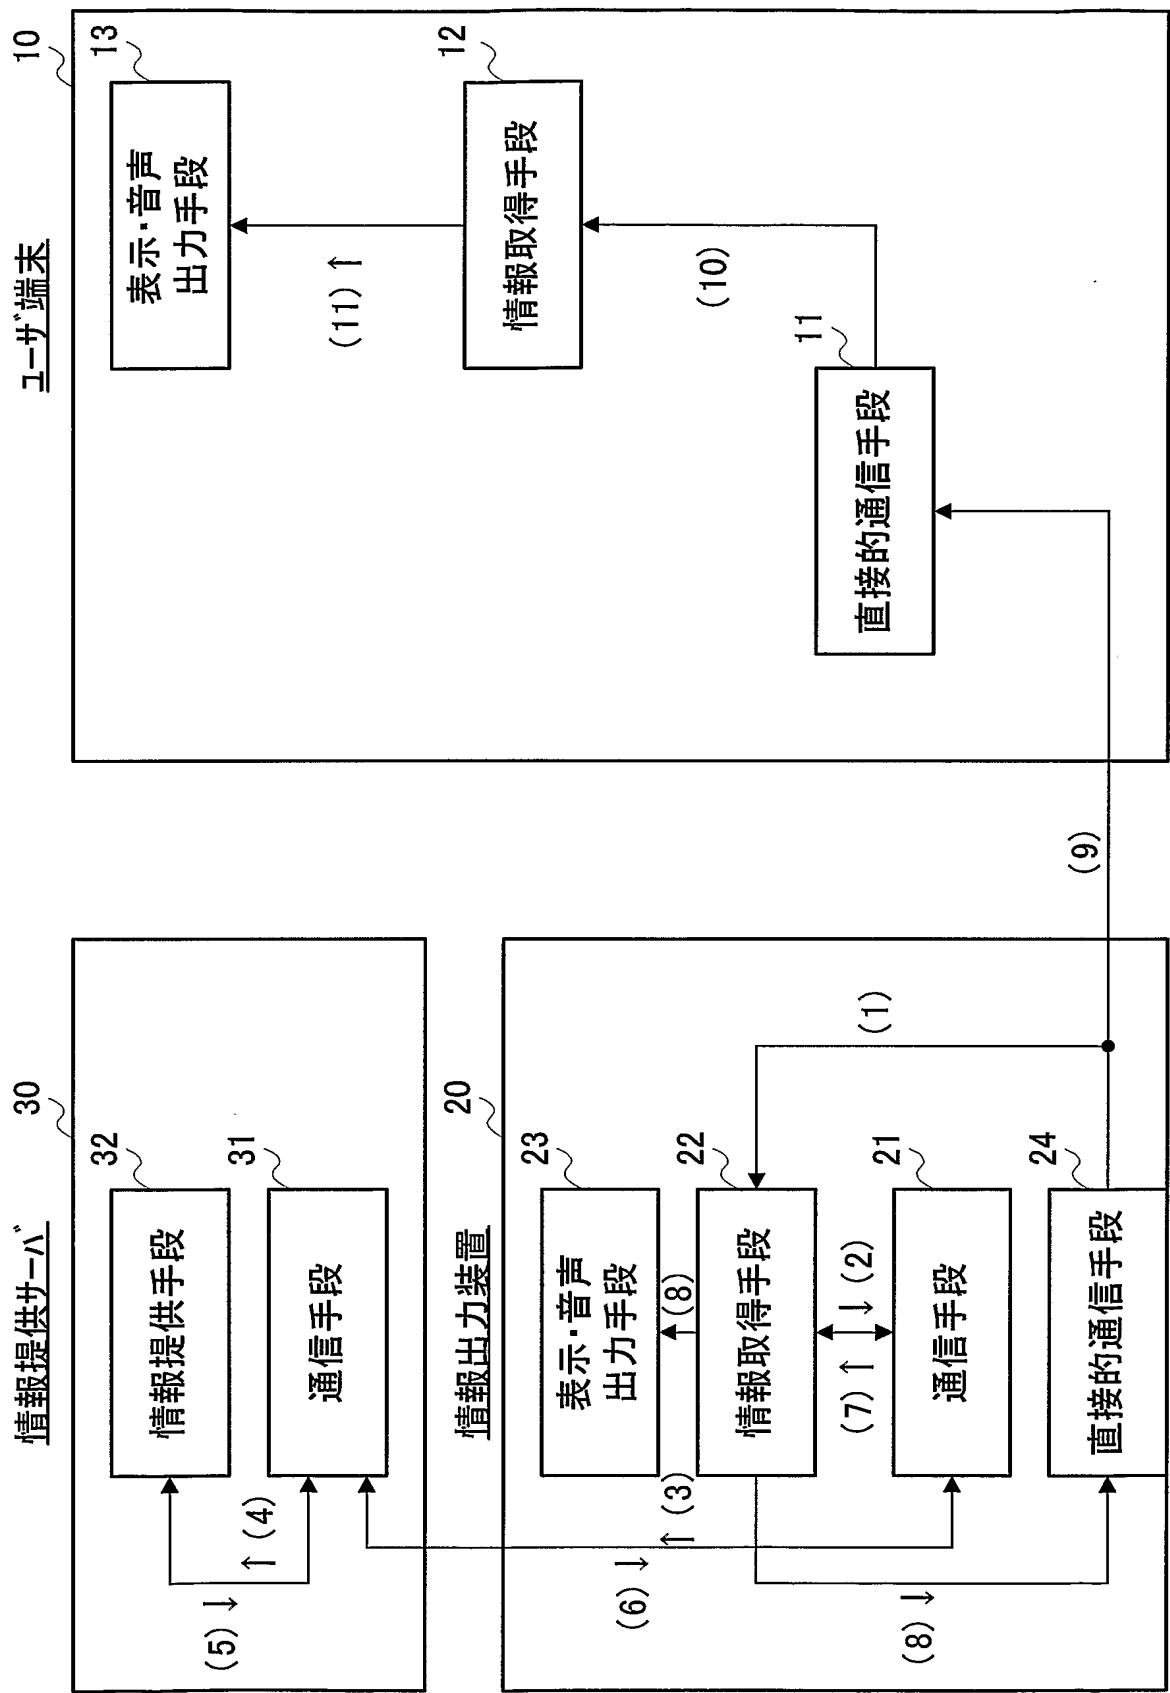 情報提供ｻｰﾊﾞ
30
情報提供手段
32
(5)↓
↑(4)
通信手段
31
情報出力装置
20
(6)↓
↑(3)
表示・音声
出力手段
23
(8)
情報取得手段
22
(7)↑
↓(2)
通信手段
21
(8)↓
直接的通信手段
24
(1)
(9)
ﾕｰｻﾞ端末
10
表示・音声
出力手段
13
(11)↑
情報取得手段
12
(10)
直接的通信手段
11